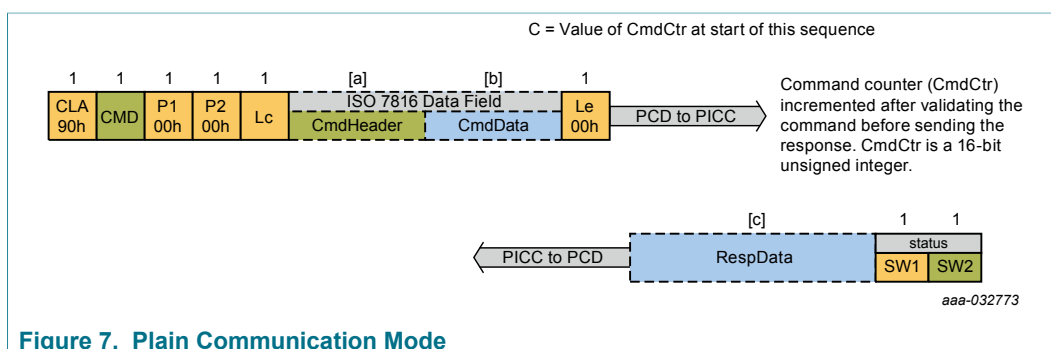 C = Value of CmdCtr at start of this sequence
1 1 1 1 1 [a] [b] 1
CLA 90h CMD P1 00h P2 00h Lc ISO 7816 Data Field CmdHeader CmdData Le 00h PCD to PICC
Command counter (CmdCtr)
incremented after validating the
command before sending the
response. CmdCtr is a 16-bit
unsigned integer.
[c] 1 1
PICC to PCD RespData status SW1 SW2
aaa-032773
Figure 7. Plain Communication Mode